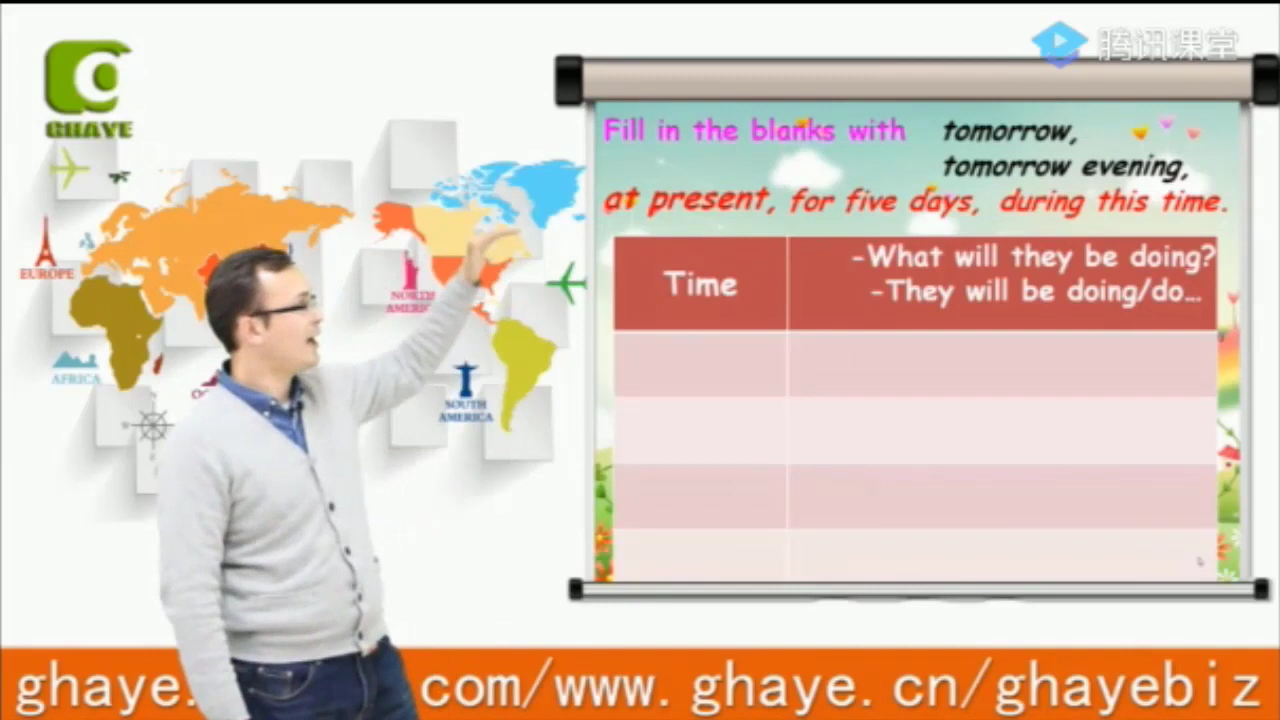 GHAYE
腾讯课堂
Fill in the blanks with tomorrow,
tomorrow evening,
at present, for five days, during this time.
Time
-What will they be doing?
-They will be doing/do…
EUROPE
NORTH
AMERICA
AFRICA
SOUTH
AMERICA
ghaye. com/www. ghaye. cn/ghayebiz